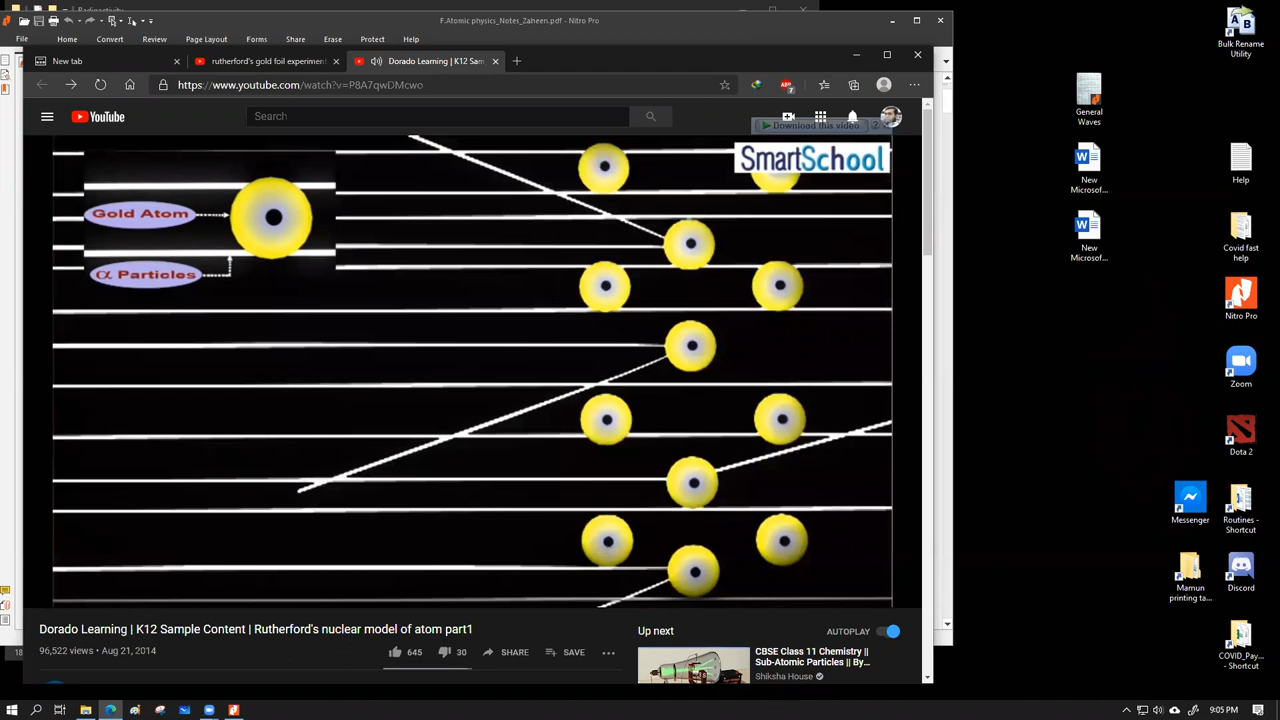 Radioactivity
F.Atomic physics_Notes_Zaheen.pdf - Nitro Pro
File Home Convert Review Page Layout Forms Share Erase Protect Help
New tab
rutherford's gold foil experiment
Dorado Learning | K12 Sam
https://www.youtube.com/watch?v=P8A7qwiDMcwo
ABP
7
YouTube
Search
Download this video
SmartSchool
Gold Atom
α Particles
Dorado Learning | K12 Sample Content | Rutherford's nuclear model of atom part1
96,522 views • Aug 21, 2014
645
30
SHARE
SAVE
Up next
AUTOPLAY
CBSE Class 11 Chemistry ||
Sub-Atomic Particles || By...
Shiksha House
General
Waves
New
Microsof...
New
Microsof...
Bulk Rename
Utility
Help
Covid fast
help
Nitro Pro
Zoom
Dota 2
Messenger
Routines -
Shortcut
Mamun
printing ta...
Discord
COVID_Pay...
- Shortcut
9:05 PM